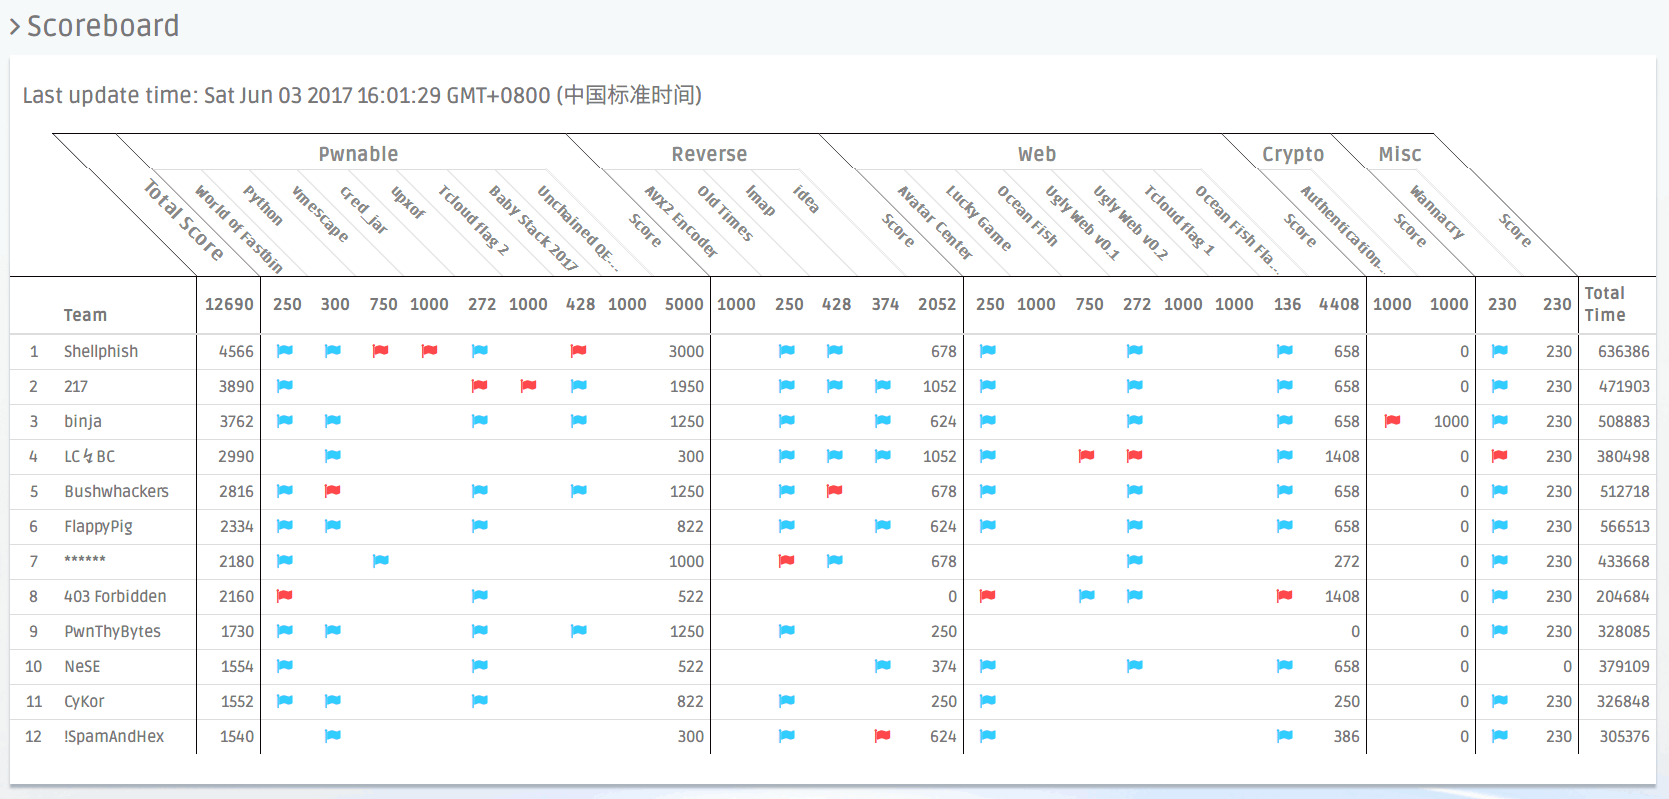 Scoreboard
Last update time: Sat Jun 03 2017 16:01:29 GMT+0800 (中国标准时间)
Pwnable Reverse Web Crypto Misc
Total Score World of Fastbin Python vmescape cred_jar upxof Tcloud flag 2 Baby Stack 2017 Unchained QE... Score AVX2 Encoder Old Times Imap idea Score Avatar Center Lucky Game Ocean Fish Ugly Web v0.1 Ugly Web v0.2 Tcloud flag 1 Ocean Fish Fla... Score Authentication... Score Wannacry Score
Team 12690 250 300 750 1000 272 1000 428 1000 5000 1000 250 428 374 2052 250 1000 750 272 1000 1000 136 4408 1000 1000 230 230 Total Time
1 Shellphish 4566 3000 678 658 0 230 636386
2 217 3890 1950 1052 658 0 230 471903
3 binja 3762 1250 624 658 1000 230 508883
4 LC↯BC 2990 300 1052 1408 0 230 380498
5 Bushwhackers 2816 1250 678 658 0 230 512718
6 FlappyPig 2334 822 624 658 0 230 566513
7 ****** 2180 1000 678 272 0 230 433668
8 403 Forbidden 2160 522 0 1408 0 230 204684
9 PwnThyBytes 1730 1250 250 0 0 230 328085
10 NeSE 1554 522 374 658 0 0 379109
11 CyKor 1552 822 250 250 0 230 326848
12 !SpamAndHex 1540 300 624 386 0 230 305376